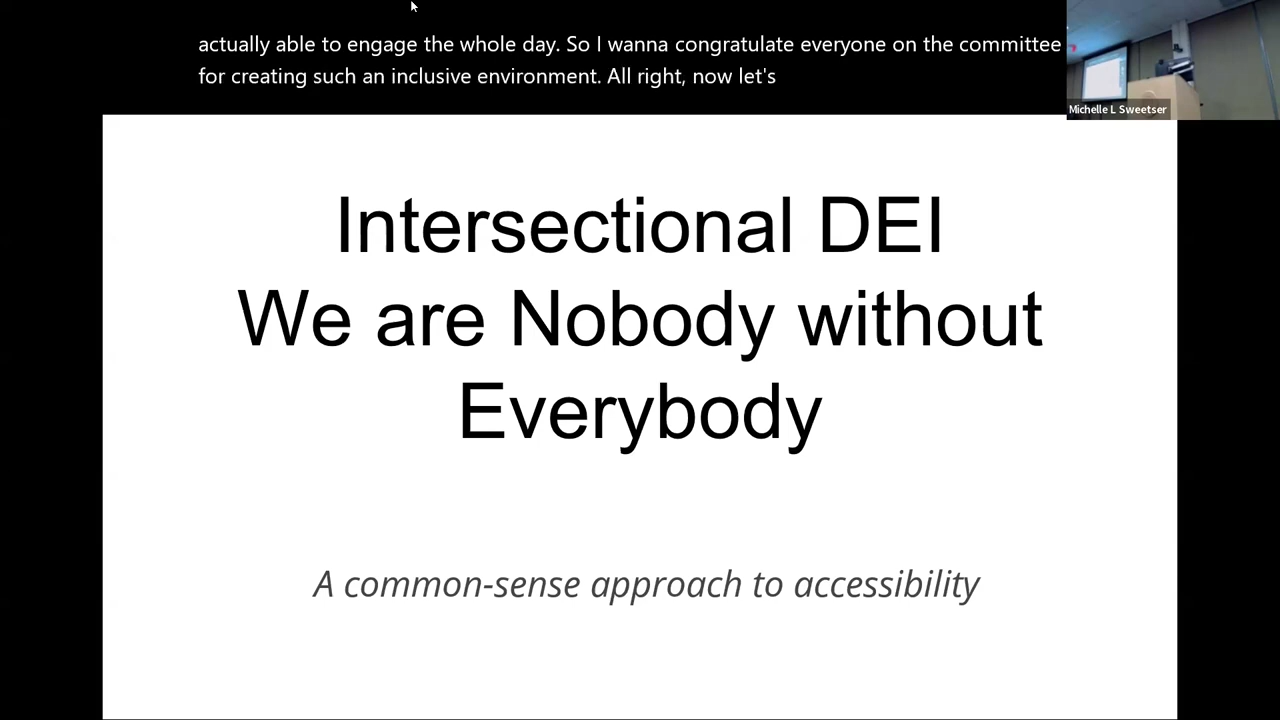 actually able to engage the whole day. So I wanna congratulate everyone on the committee
for creating such an inclusive environment. All right, now let's
Michelle L Sweetser
Intersectional DEI
We are Nobody without
Everybody
A common-sense approach to accessibility